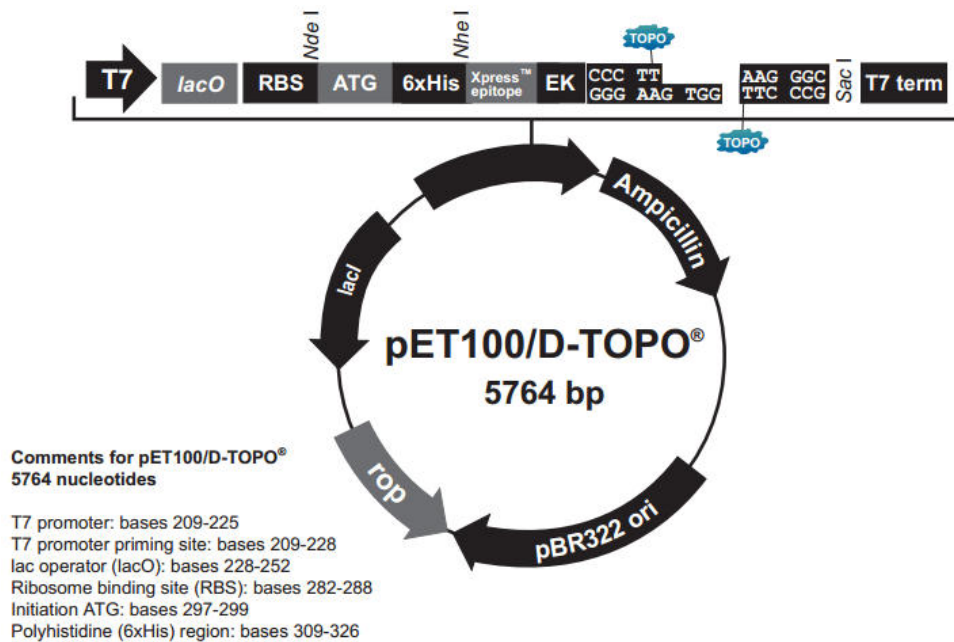 Nde I
Nhe I
TOPO
Sac I
T7
lacO
RBS
ATG
6xHis
Xpress™
epitope
EK
CCC TT
GGG AAG TGG
AAG GGC
TTC CCG
T7 term
TOPO
Ampicillin
lacI
pET100/D-TOPO®
5764 bp
rop
pBR322 ori
Comments for pET100/D-TOPO®
5764 nucleotides
T7 promoter: bases 209-225
T7 promoter priming site: bases 209-228
lac operator (lacO): bases 228-252
Ribosome binding site (RBS): bases 282-288
Initiation ATG: bases 297-299
Polyhistidine (6xHis) region: bases 309-326